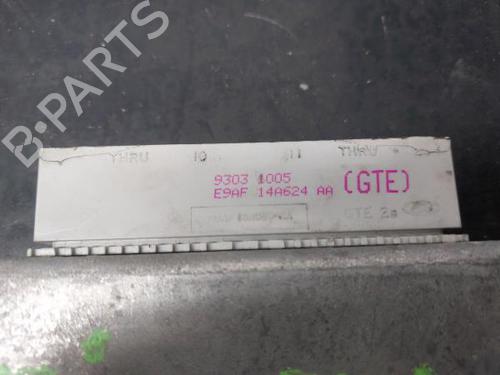 B-PARTS
THRU 10 11 THRU
9303 1005
E9AF 14A624 AA (GTE)
GTE 2a